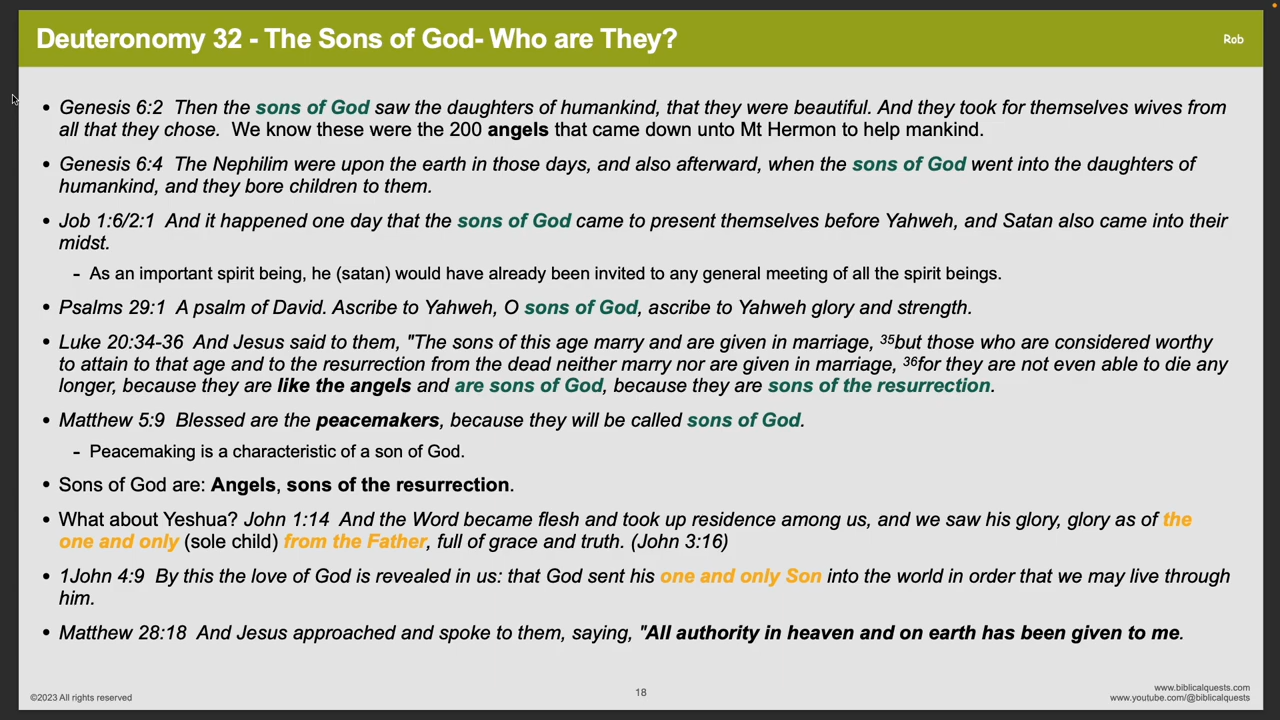 Deuteronomy 32 - The Sons of God- Who are They?
Rob
• Genesis 6:2  Then the sons of God saw the daughters of humankind, that they were beautiful. And they took for themselves wives from
all that they chose.  We know these were the 200 angels that came down unto Mt Hermon to help mankind.
• Genesis 6:4  The Nephilim were upon the earth in those days, and also afterward, when the sons of God went into the daughters of
humankind, and they bore children to them.
• Job 1:6/2:1  And it happened one day that the sons of God came to present themselves before Yahweh, and Satan also came into their
midst.
- As an important spirit being, he (satan) would have already been invited to any general meeting of all the spirit beings.
• Psalms 29:1  A psalm of David. Ascribe to Yahweh, O sons of God, ascribe to Yahweh glory and strength.
• Luke 20:34-36  And Jesus said to them, "The sons of this age marry and are given in marriage, 35but those who are considered worthy
to attain to that age and to the resurrection from the dead neither marry nor are given in marriage, 36for they are not even able to die any
longer, because they are like the angels and are sons of God, because they are sons of the resurrection.
• Matthew 5:9  Blessed are the peacemakers, because they will be called sons of God.
- Peacemaking is a characteristic of a son of God.
• Sons of God are: Angels, sons of the resurrection.
• What about Yeshua? John 1:14  And the Word became flesh and took up residence among us, and we saw his glory, glory as of the
one and only (sole child) from the Father, full of grace and truth. (John 3:16)
• 1John 4:9  By this the love of God is revealed in us: that God sent his one and only Son into the world in order that we may live through
him.
• Matthew 28:18  And Jesus approached and spoke to them, saying, "All authority in heaven and on earth has been given to me.
©2023 All rights reserved
18
www.biblicalquests.com
www.youtube.com/@biblicalquests